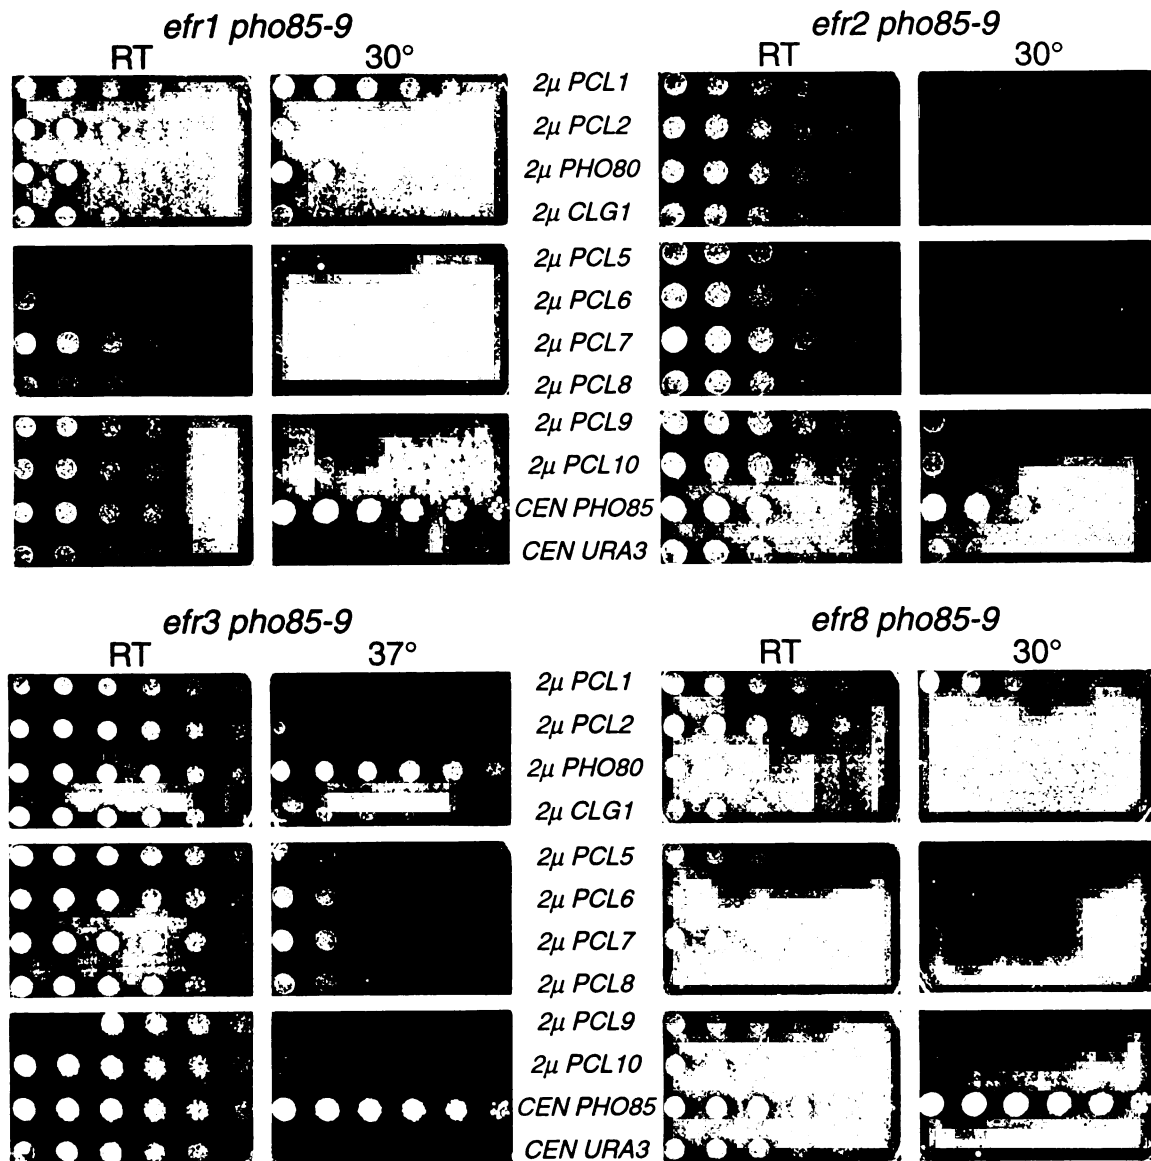 efr1 pho85-9
RT 30°
efr2 pho85-9
RT 30°
2μ PCL1
2μ PCL2
2μ PHO80
2μ CLG1
2μ PCL5
2μ PCL6
2μ PCL7
2μ PCL8
2μ PCL9
2μ PCL10
CEN PHO85
CEN URA3
efr3 pho85-9
RT 37°
efr8 pho85-9
RT 30°
2μ PCL1
2μ PCL2
2μ PHO80
2μ CLG1
2μ PCL5
2μ PCL6
2μ PCL7
2μ PCL8
2μ PCL9
2μ PCL10
CEN PHO85
CEN URA3